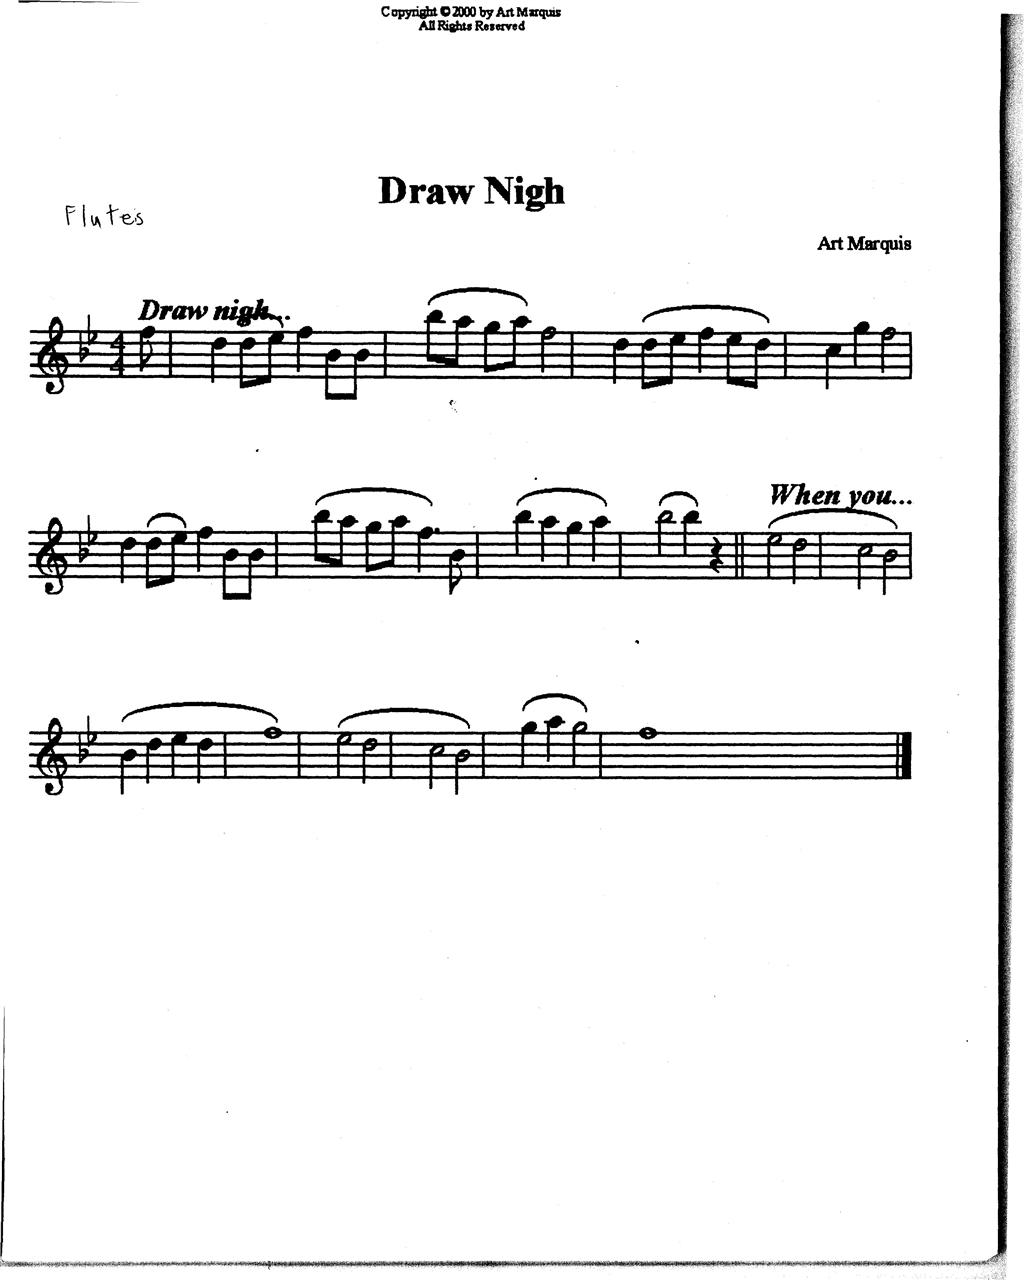 Copyright © 2000 by Art Marquis
All Rights Reserved
Draw Nigh
Flutes
Art Marquis
Draw nigh...
4
4
When you...